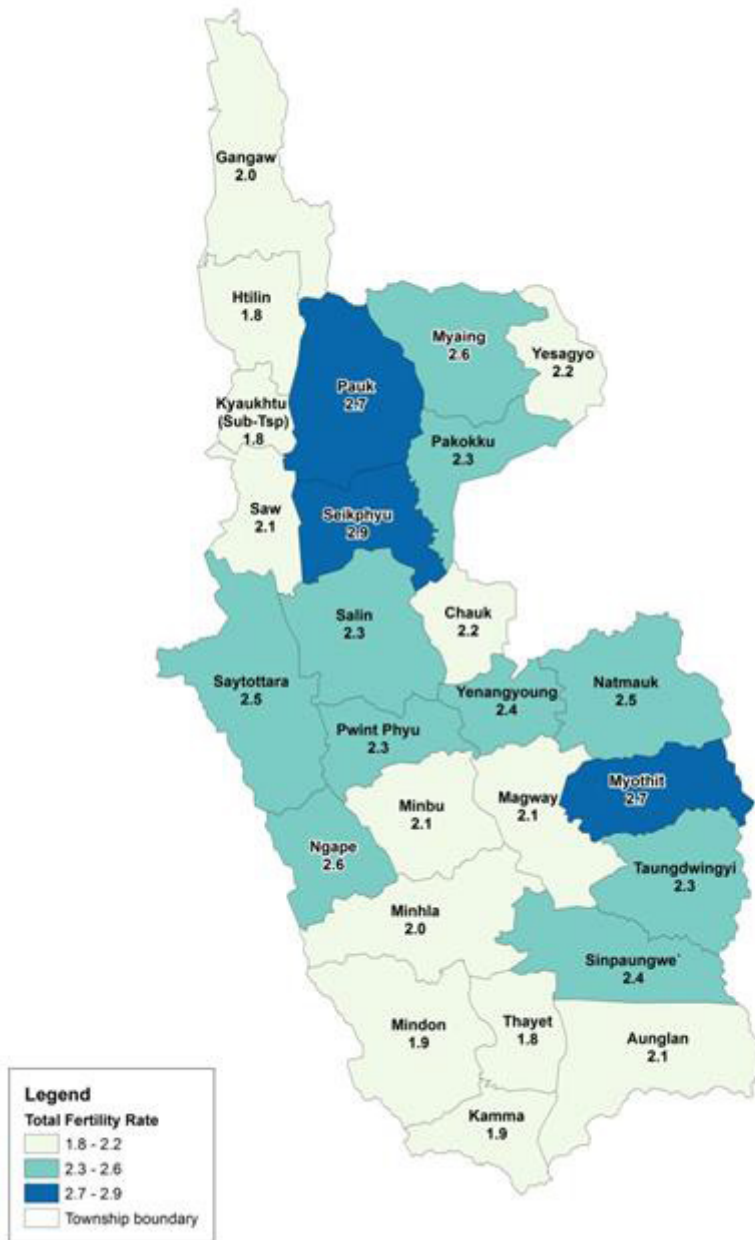 Gangaw
2.0
Htilin
1.8
Myaing
2.6
Yesagyo
2.2
Pauk
2.7
Kyaukhtu
(Sub-Tsp)
1.8
Pakokku
2.3
Saw
2.1
Seikphyu
2.9
Salin
2.3
Chauk
2.2
Saytottara
2.5
Yenangyoung
2.4
Natmauk
2.5
Pwint Phyu
2.3
Myothit
2.7
Minbu
2.1
Magway
2.1
Ngape
2.6
Taungdwingyi
2.3
Minhla
2.0
Sinpaungwe`
2.4
Mindon
1.9
Thayet
1.8
Aunglan
2.1
Kamma
1.9
Legend
Total Fertility Rate
1.8 - 2.2
2.3 - 2.6
2.7 - 2.9
Township boundary